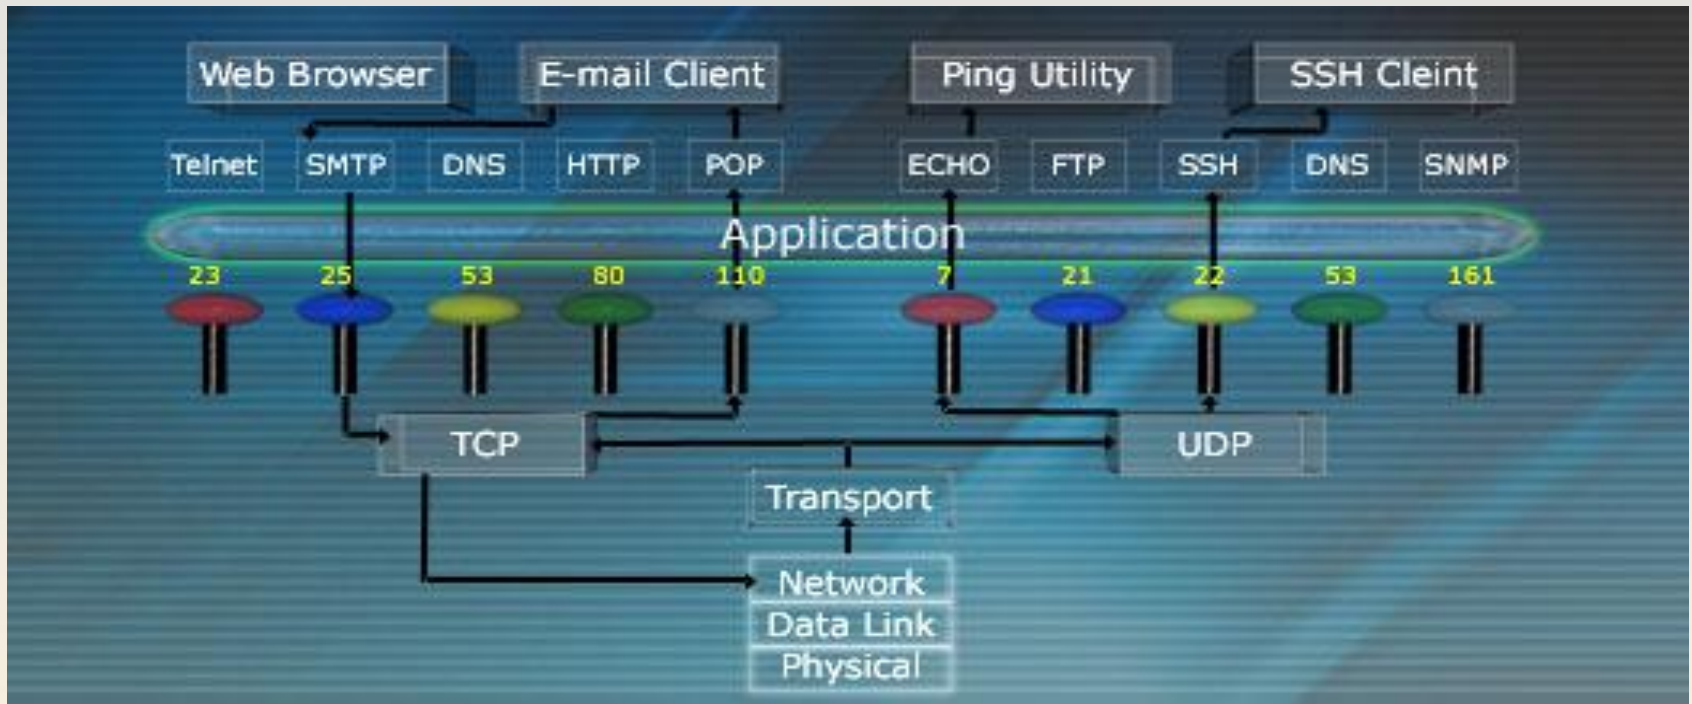 Web Browser E-mail Client Ping Utility SSH Cleint
Telnet SMTP DNS HTTP POP ECHO FTP SSH DNS SNMP
Application
23 25 53 80 110 7 21 22 53 161
TCP UDP
Transport
Network
Data Link
Physical